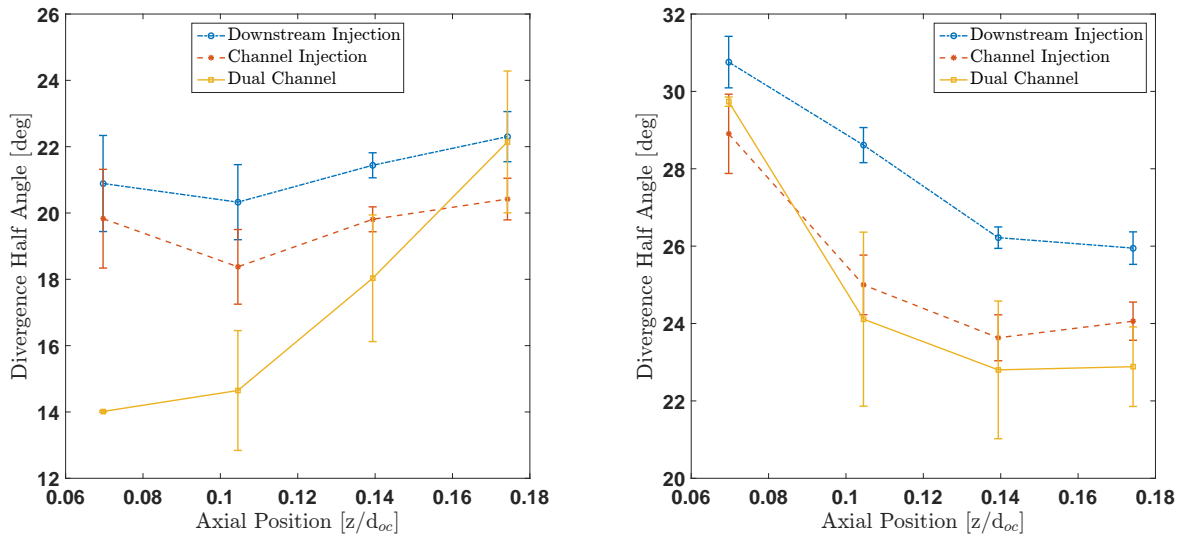 26
24
22
20
18
16
14
12
0.06 0.08 0.1 0.12 0.14 0.16 0.18
Divergence Half Angle [deg]
Axial Position [z/d_oc]
Downstream Injection
Channel Injection
Dual Channel
32
30
28
26
24
22
20
0.06 0.08 0.1 0.12 0.14 0.16 0.18
Divergence Half Angle [deg]
Axial Position [z/d_oc]
Downstream Injection
Channel Injection
Dual Channel